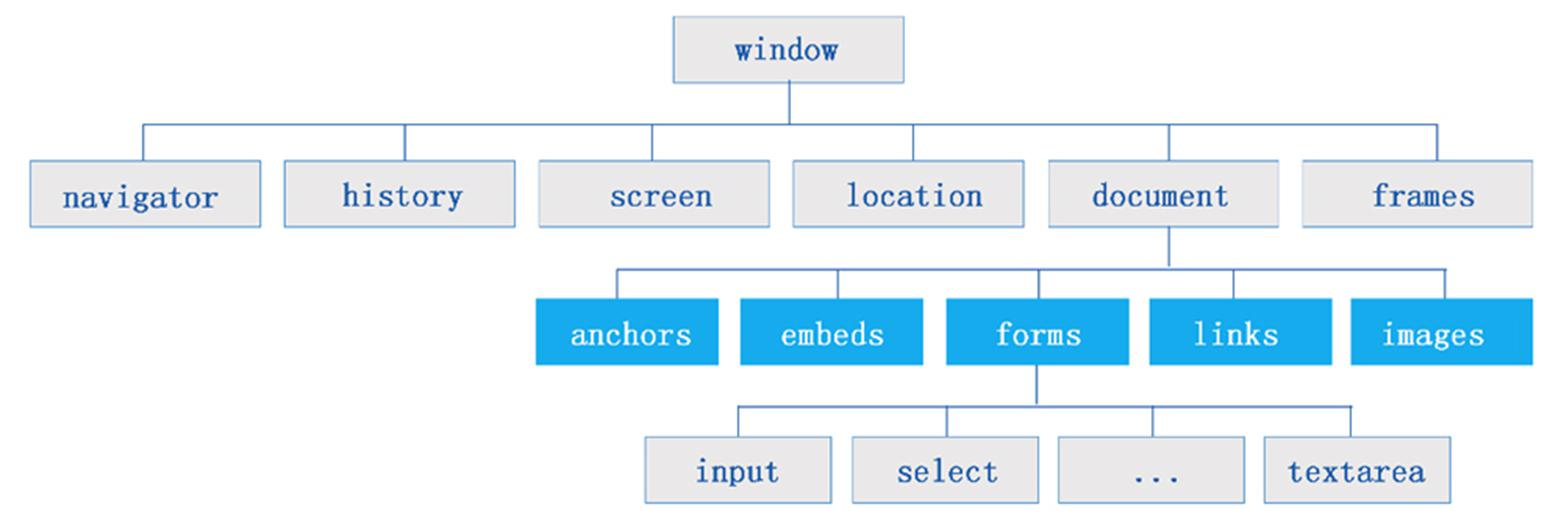 window
navigator history screen location document frames
anchors embeds forms links images
input select ... textarea